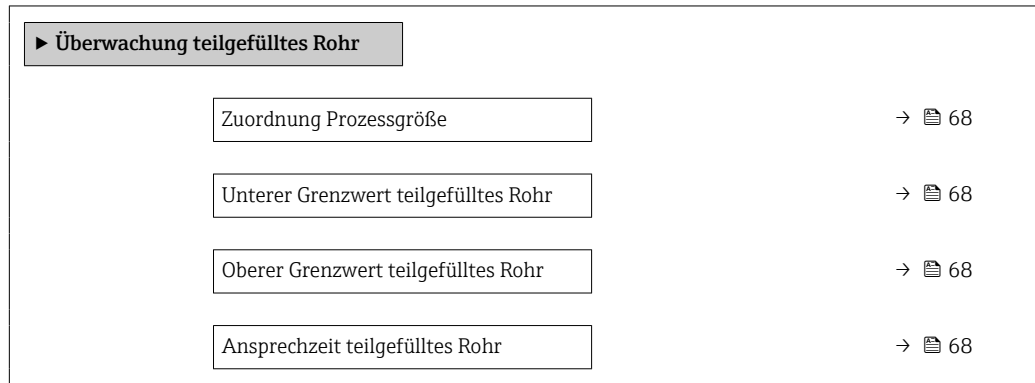 ▶ Überwachung teilgefülltes Rohr
Zuordnung Prozessgröße → 68
Unterer Grenzwert teilgefülltes Rohr → 68
Oberer Grenzwert teilgefülltes Rohr → 68
Ansprechzeit teilgefülltes Rohr → 68